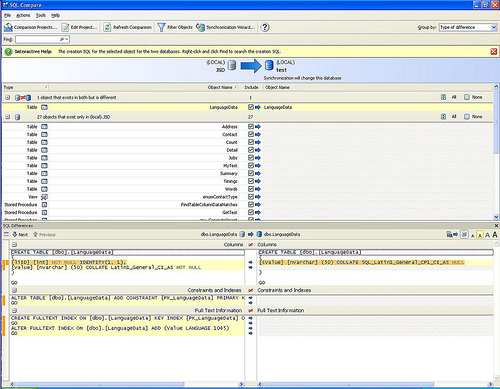 SQL Compare
File Actions Tools Help
Comparison Projects... Edit Project... Refresh Comparison Filter Objects Synchronization Wizard... Group by: Type of difference
Find:
Interactive Help: The creation SQL for the selected object for the two databases. Right-click and click Find to search the creation SQL.
(LOCAL) (LOCAL)
JSD test
Synchronization will change this database
Type Object Name Include Object Name
1 object that exists in both but is different 1 All None
Table LanguageData LanguageData
27 objects that exist only in (local).JSD 27 All None
Table Address
Table Contact
Table Count
Table Detail
Table Jobs
Table MyTest
Table Summary
Table Timings
Table Words
View enumContactType
Stored Procedure FindTableColumnDataMatches
Stored Procedure GetTest
SQL Differences
Next Previous dbo.LanguageData dbo.LanguageData A A A
Columns Columns
CREATE TABLE [dbo].[LanguageData] CREATE TABLE [dbo].[LanguageData]
( (
[liID] [int] NOT NULL IDENTITY(1, 1),
[value] [nvarchar] (50) COLLATE Latin1_General_CI_AS NOT NULL [tValue] [nvarchar] (50) COLLATE SQL_Latin1_General_CP1_CI_AS NULL
) )
GO GO
Constraints and Indexes Constraints and Indexes
ALTER TABLE [dbo].[LanguageData] ADD CONSTRAINT [PK_LanguageData] PRIMARY K
GO
Full Text Information Full Text Information
CREATE FULLTEXT INDEX ON [dbo].[LanguageData] KEY INDEX [PK_LanguageData] O
GO
ALTER FULLTEXT INDEX ON [dbo].[LanguageData] ADD (Value LANGUAGE 1045)
GO